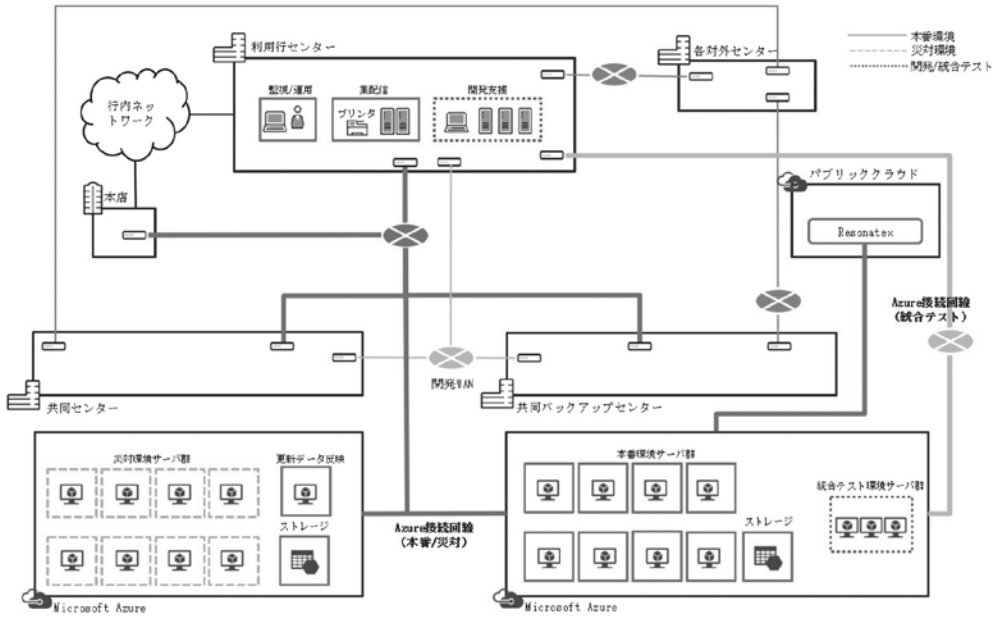 利用行センター
各対外センター
本番環境
災対環境
開発/統合テスト
監視/運用
集配信
開発支援
プリンタ
行内ネッ
トワーク
本店
パブリッククラウド
Resonatex
Azure接続回線
(統合テスト)
開発WAN
共同センター
共同バックアップセンター
災対環境サーバ群
更新データ反映
ストレージ
Azure接続回線
(本番/災対)
本番環境サーバ群
統合テスト環境サーバ群
ストレージ
Microsoft Azure
Microsoft Azure